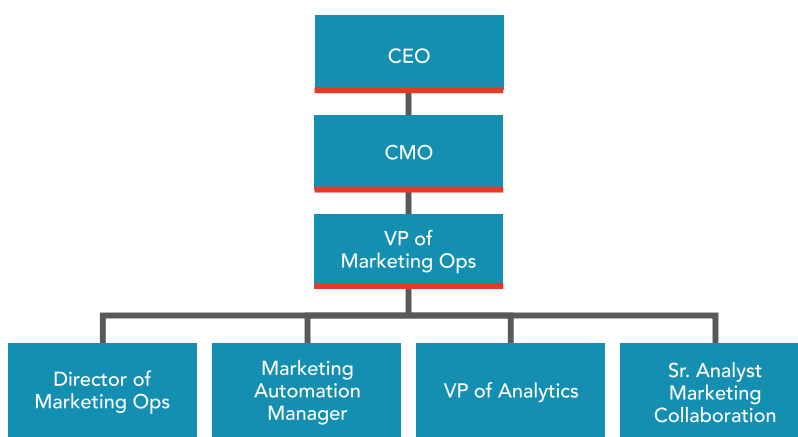 CEO
CMO
VP of
Marketing Ops
Director of
Marketing Ops
Marketing
Automation
Manager
VP of Analytics
Sr. Analyst
Marketing
Collaboration